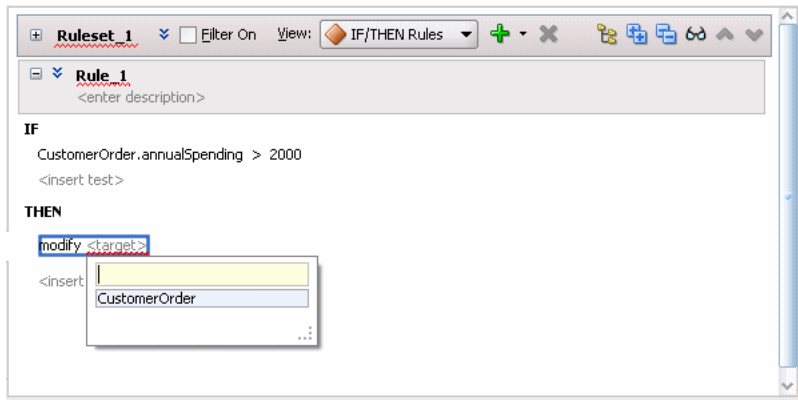 Ruleset_1 Filter On View: IF/THEN Rules
Rule_1
<enter description>
IF
CustomerOrder.annualSpending > 2000
<insert test>
THEN
modify <target>
<insert
CustomerOrder